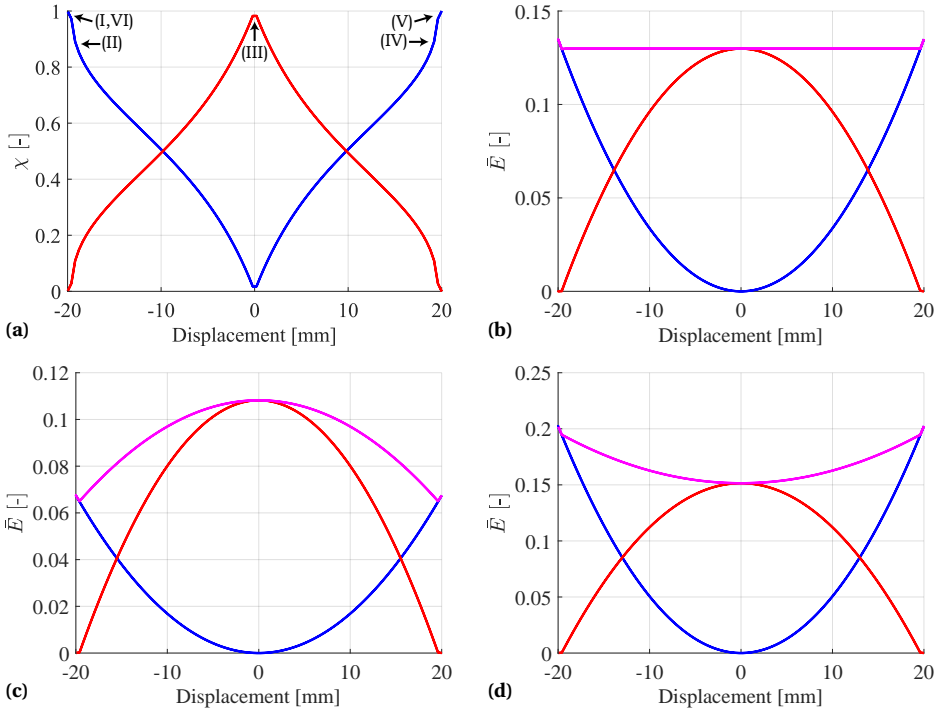 1
0.8
0.6
0.4
0.2
0
χ [-]
(I,VI)
(II)
(III)
(V)
(IV)
-20
-10
0
10
20
Displacement [mm]
(a)
0.15
0.1
0.05
0
Ē [-]
-20
-10
0
10
20
Displacement [mm]
(b)
0.12
0.1
0.08
0.06
0.04
0.02
0
Ē [-]
-20
-10
0
10
20
Displacement [mm]
(c)
0.25
0.2
0.15
0.1
0.05
0
Ē [-]
-20
-10
0
10
20
Displacement [mm]
(d)